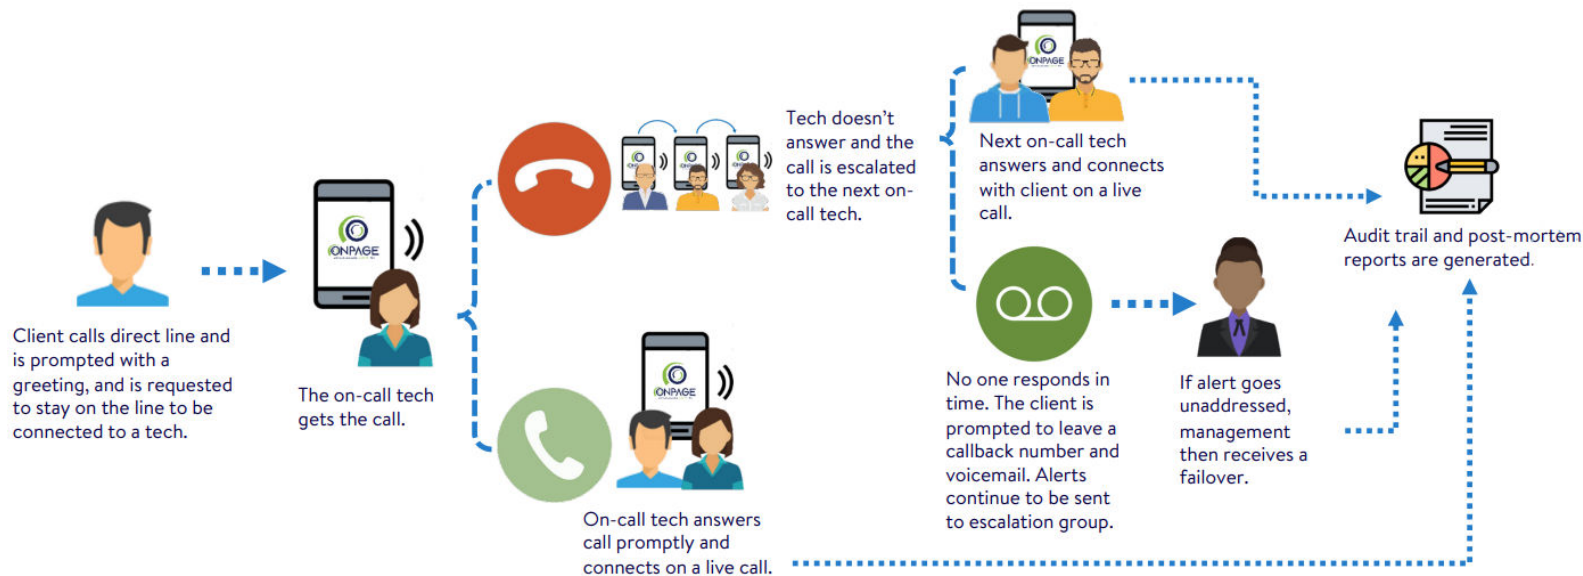 Client calls direct line and
is prompted with a
greeting, and is requested
to stay on the line to be
connected to a tech.
ONPAGE
The on-call tech
gets the call.
ONPAGE
Tech doesn't
answer and the
call is escalated
to the next on-
call tech.
ONPAGE
On-call tech answers
call promptly and
connects on a live call.
ONPAGE
Next on-call tech
answers and connects
with client on a live
call.
No one responds in
time. The client is
prompted to leave a
callback number and
voicemail. Alerts
continue to be sent
to escalation group.
If alert goes
unaddressed,
management
then receives a
failover.
Audit trail and post-mortem
reports are generated.